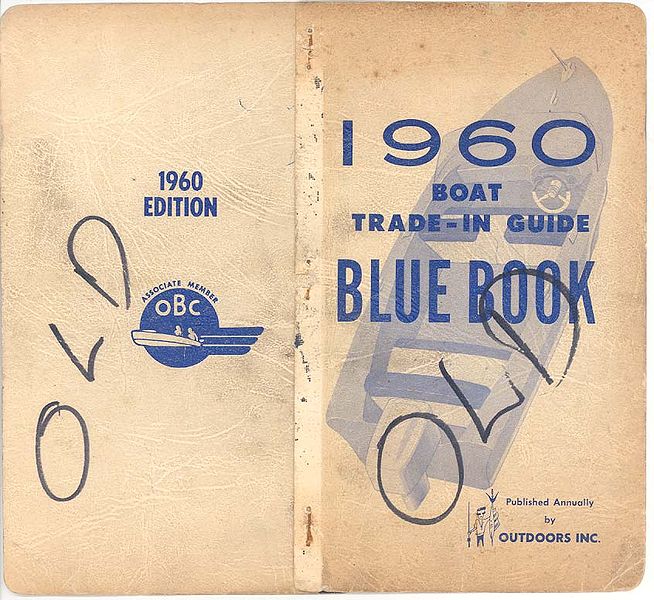 1960
EDITION
ASSOCIATE MEMBER
OBC
OLD
1960
BOAT
TRADE-IN GUIDE
BLUE BOOK
OLD
Published Annually
by
OUTDOORS INC.